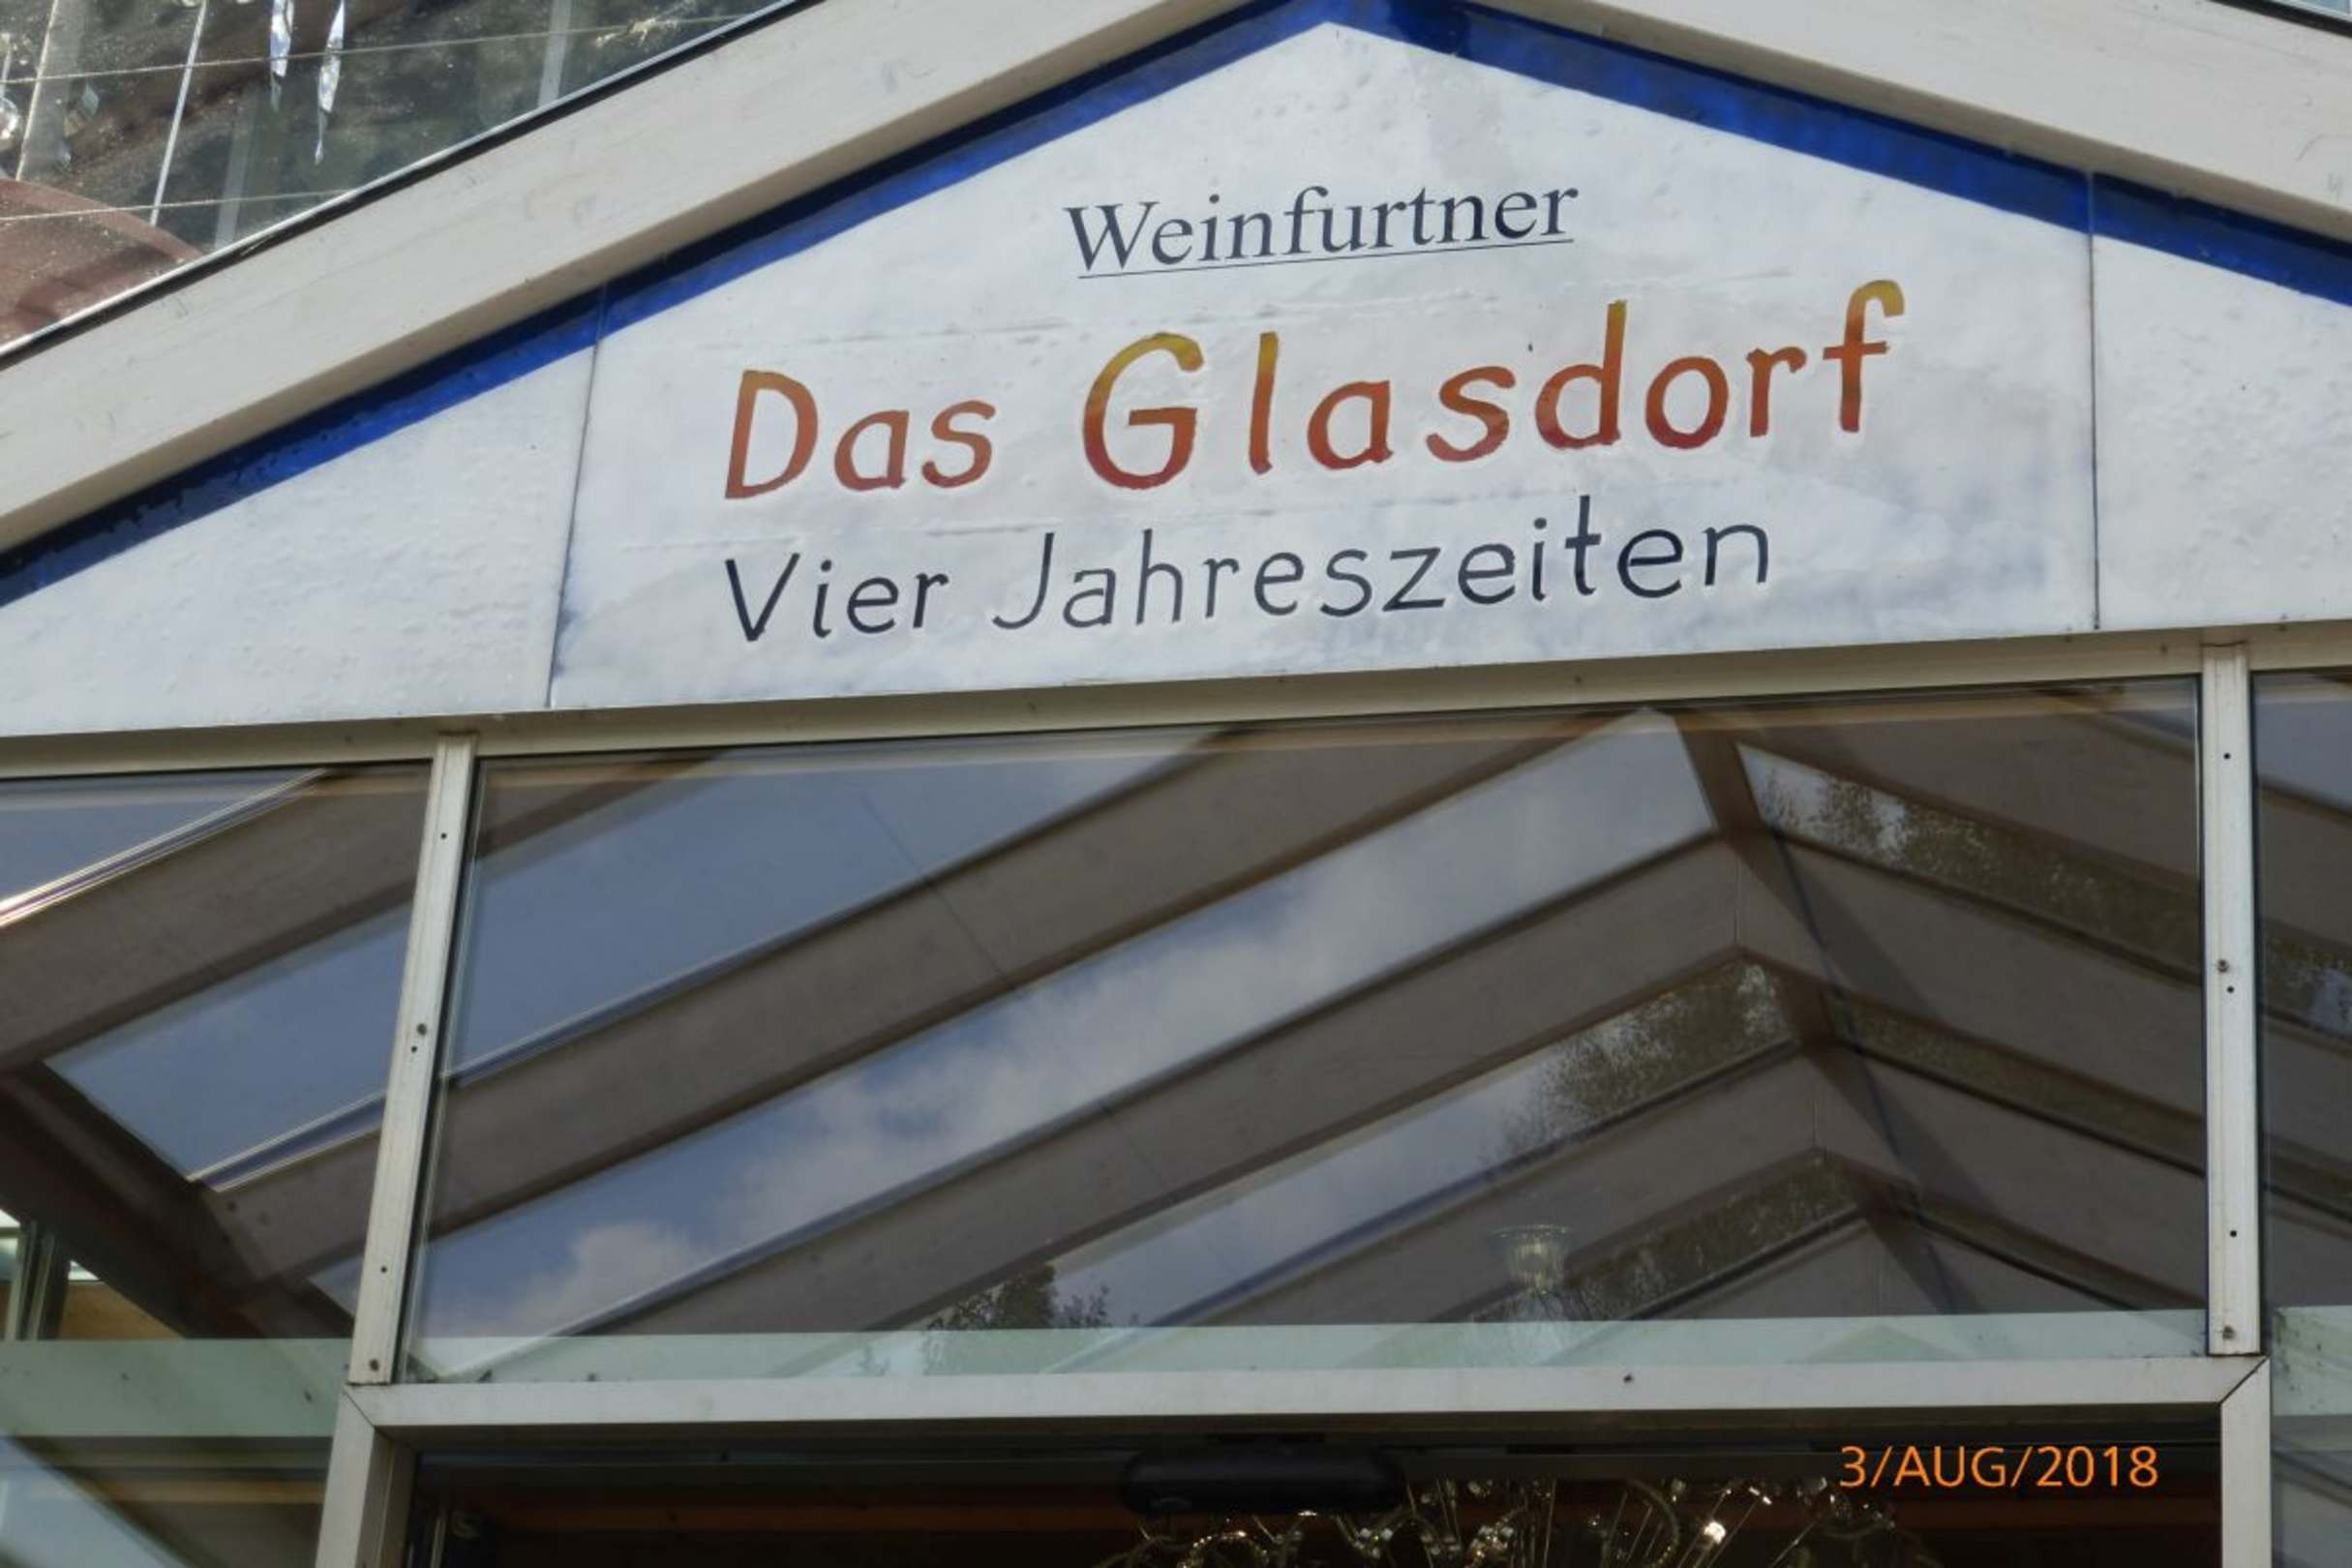 Weinfurtner
Das Glasdorf
Vier Jahreszeiten
3/AUG/2018